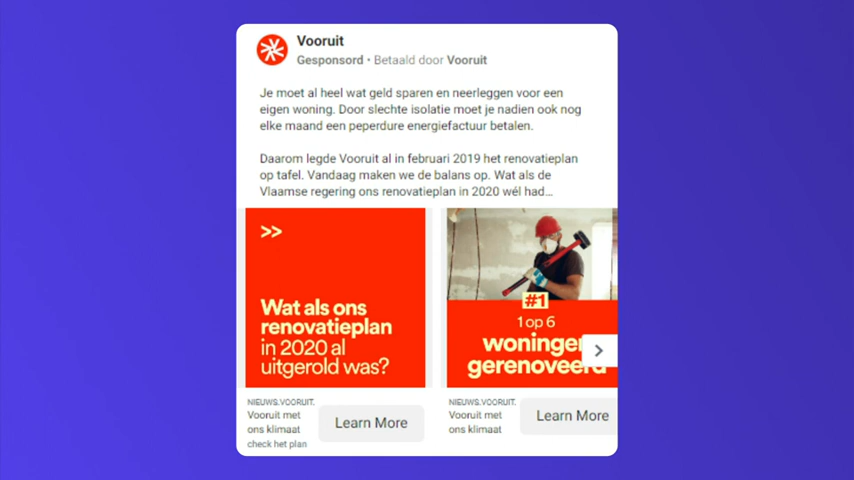 Vooruit
Gesponsord • Betaald door Vooruit
Je moet al heel wat geld sparen en neerleggen voor een
eigen woning. Door slechte isolatie moet je nadien ook nog
elke maand een peperdure energiefactuur betalen.
Daarom legde Vooruit al in februari 2019 het renovatieplan
op tafel. Vandaag maken we de balans op. Wat als de
Vlaamse regering ons renovatieplan in 2020 wél had...
>>
Wat als ons
renovatieplan
in 2020 al
uitgerold was?
#1
1 op 6
woningen
gerenoveerd
NIEUWS.VOORUIT.
Vooruit met
ons klimaat
check het plan
Learn More
NIEUWS.VOORUIT.
Vooruit met
ons klimaat
Learn More